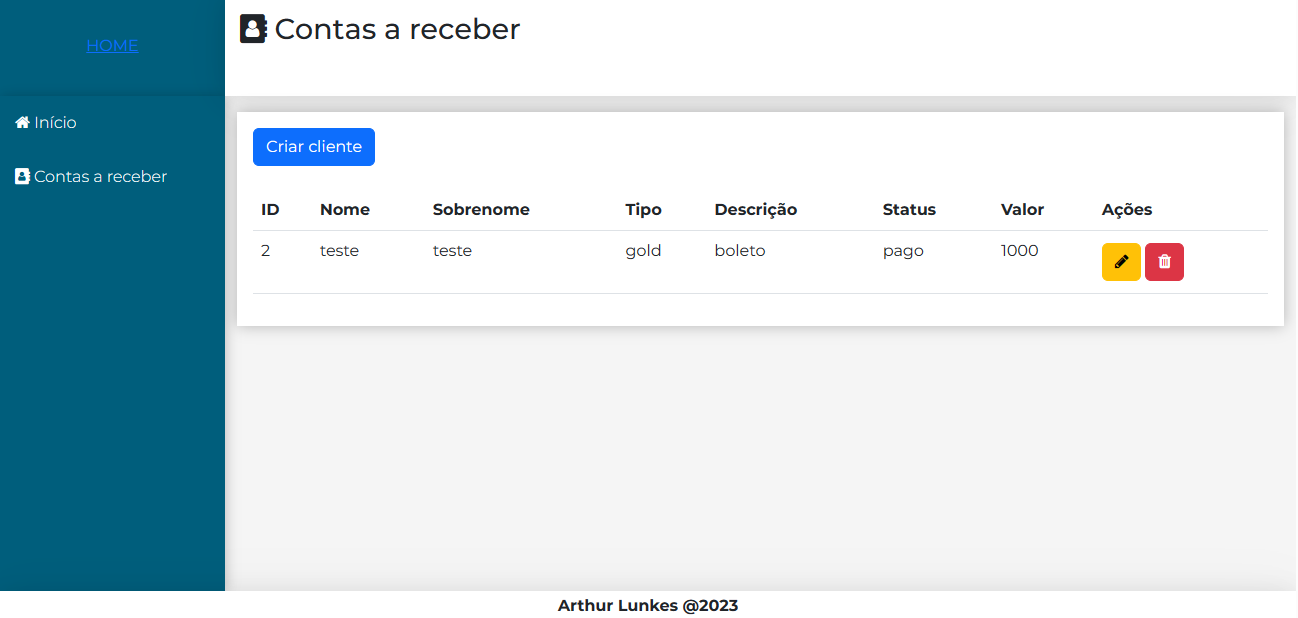 HOME
Contas a receber
Início
Contas a receber
Criar cliente
ID Nome Sobrenome Tipo Descrição Status Valor Ações
2 teste teste gold boleto pago 1000
Arthur Lunkes @2023